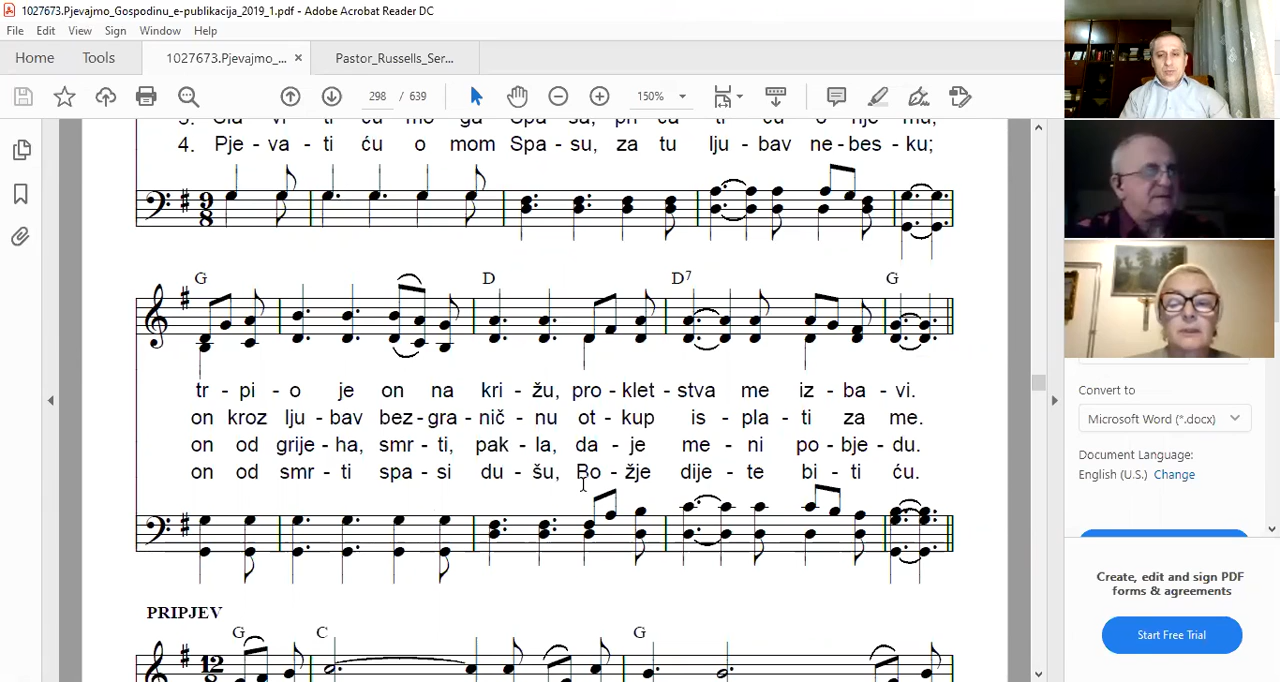 1027673.Pjevajmo_Gospodinu_e-publikacija_2019_1.pdf - Adobe Acrobat Reader DC
File Edit View Sign Window Help
Home Tools 1027673.Pjevajmo_... × Pastor_Russells_Ser...
298 / 639 150%
4. Pje - va - ti ću o mom Spa - su, za tu lju - bav ne - bes - ku;
9
8
G D D7 G
tr - pi - o je on na kri - žu, pro - klet - stva me iz - ba - vi.
on kroz lju - bav bez - gra - nič - nu ot - kup is - pla - ti za me.
on od grije - ha, smr - ti, pak - la, da - je me - ni po - bje - du.
on od smr - ti spa - si du - šu, Bo - žje dije - te bi - ti ću.
PRIPJEV
G C G
12
Convert to
Microsoft Word (*.docx)
Document Language:
English (U.S.) Change
Create, edit and sign PDF
forms & agreements
Start Free Trial